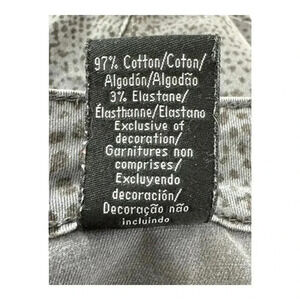 97% Cotton/Coton/
Algodón/Algodão
3% Elastane/
Élasthanne/Elastano
Exclusive of
decoration/
Garnitures non
comprises/
Excluyendo
decoración/
Decoração não
incluindo